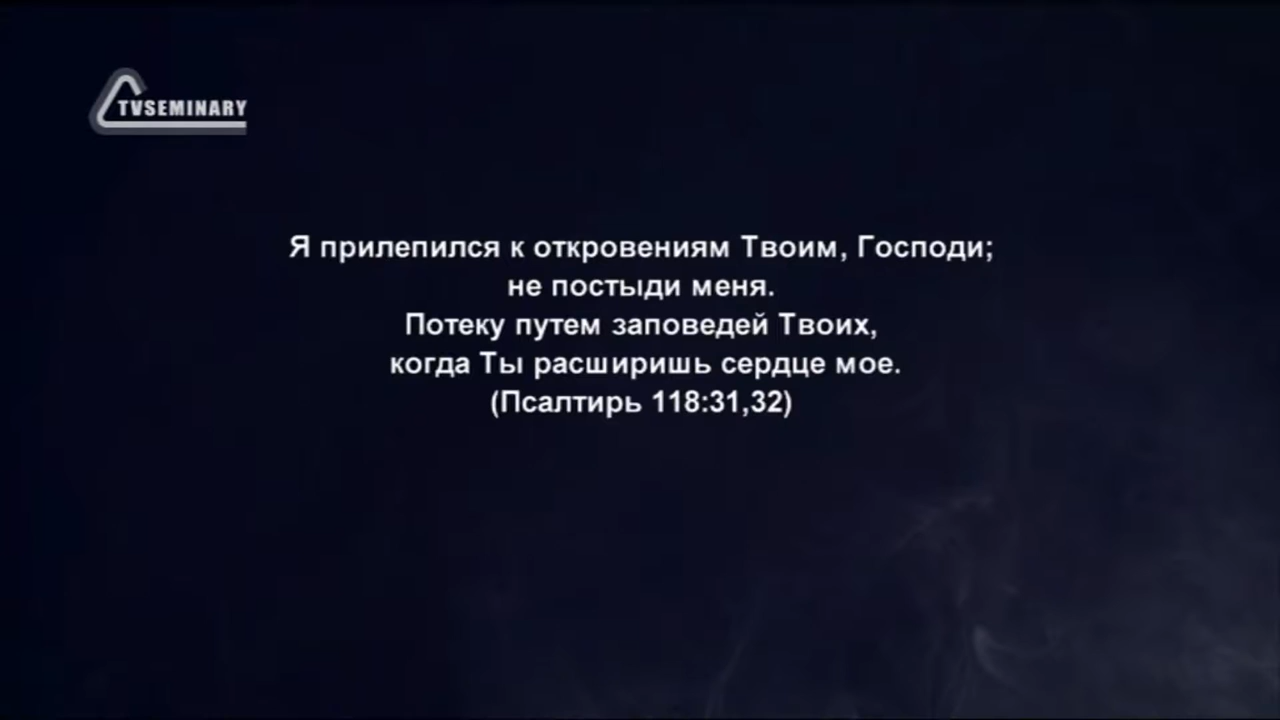 TVSEMINARY
Я прилепился к откровениям Твоим, Господи;
не постыди меня.
Потеку путем заповедей Твоих,
когда Ты расширишь сердце мое.
(Псалтирь 118:31,32)